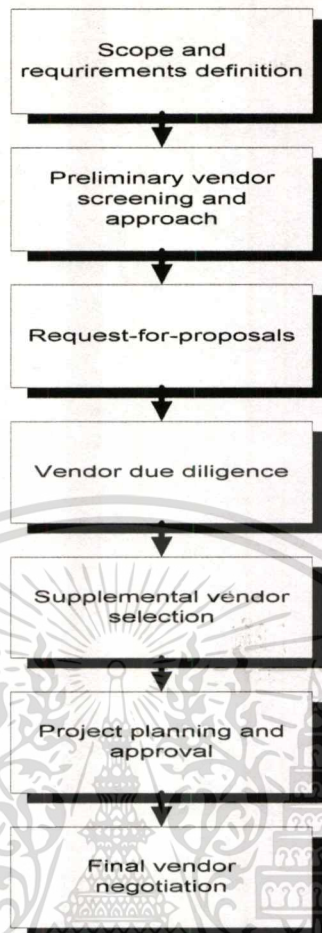 Scope and
requrirements definition
Preliminary vendor
screening and
approach
Request-for-proposals
Vendor due diligence
Supplemental vendor
selection
Project planning and
approval
Final vendor
negotiation